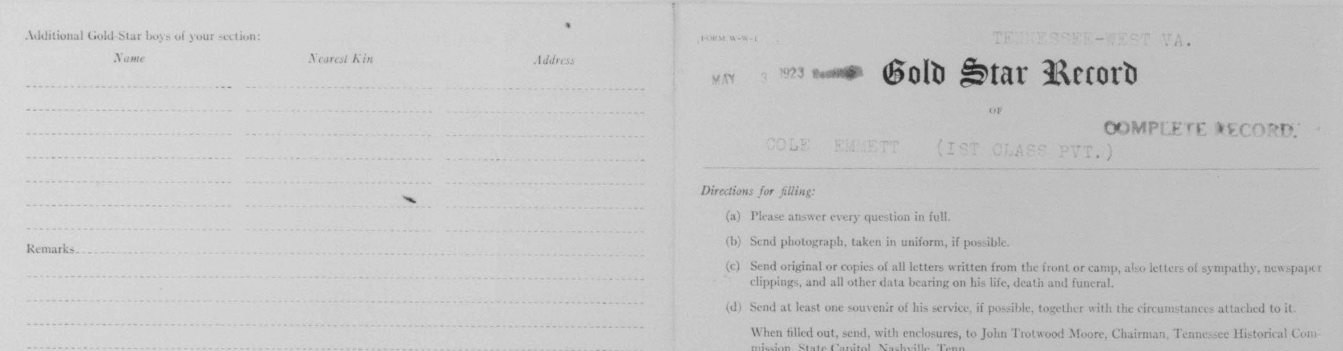 Additional Gold-Star boys of your section:
Name Nearest Kin Address
Remarks
FORM W-W-1
TENNESSEE-WEST VA.
MAY 3 1923
Gold Star Record
OF
COMPLETE RECORD.
COLE EMMETT (IST CLASS PVT.)
Directions for filling:
(a) Please answer every question in full.
(b) Send photograph, taken in uniform, if possible.
(c) Send original or copies of all letters written from the front or camp, also letters of sympathy, newspaper
clippings, and all other data bearing on his life, death and funeral.
(d) Send at least one souvenir of his service, if possible, together with the circumstances attached to it.
When filled out, send, with enclosures, to John Trotwood Moore, Chairman, Tennessee Historical Com-
mission, State Capitol, Nashville, Tenn.